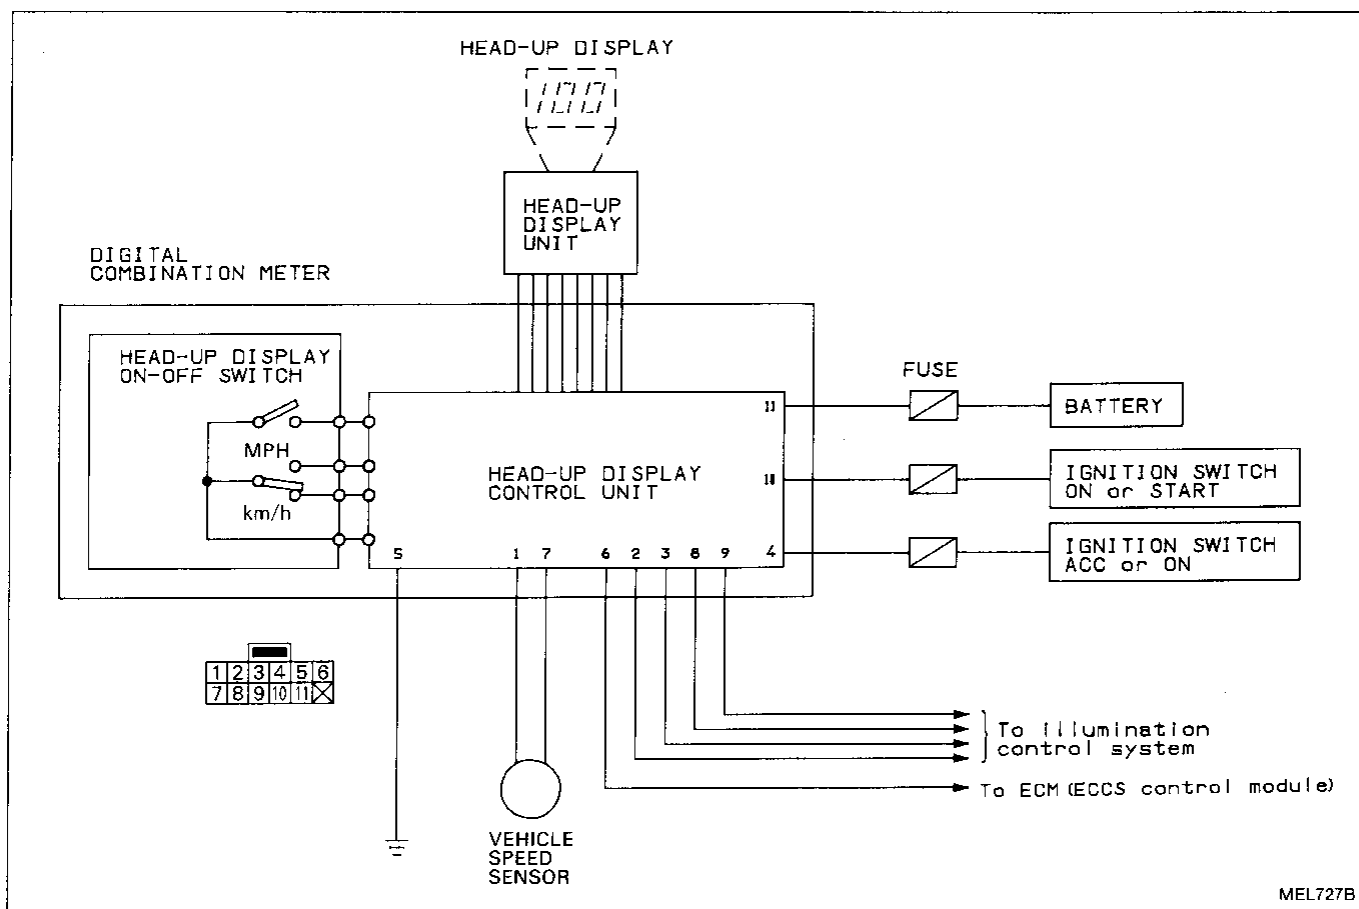 HEAD-UP DISPLAY
100
HEAD-UP
DISPLAY
UNIT
DIGITAL
COMBINATION METER
HEAD-UP DISPLAY
ON-OFF SWITCH
MPH
km/h
HEAD-UP DISPLAY
CONTROL UNIT
11
10
4
5 1 7 6 2 3 8 9
FUSE
BATTERY
IGNITION SWITCH
ON or START
IGNITION SWITCH
ACC or ON
1 2 3 4 5 6
7 8 9 10 11
To illumination
control system
To ECM (ECCS control module)
VEHICLE
SPEED
SENSOR
MEL727B